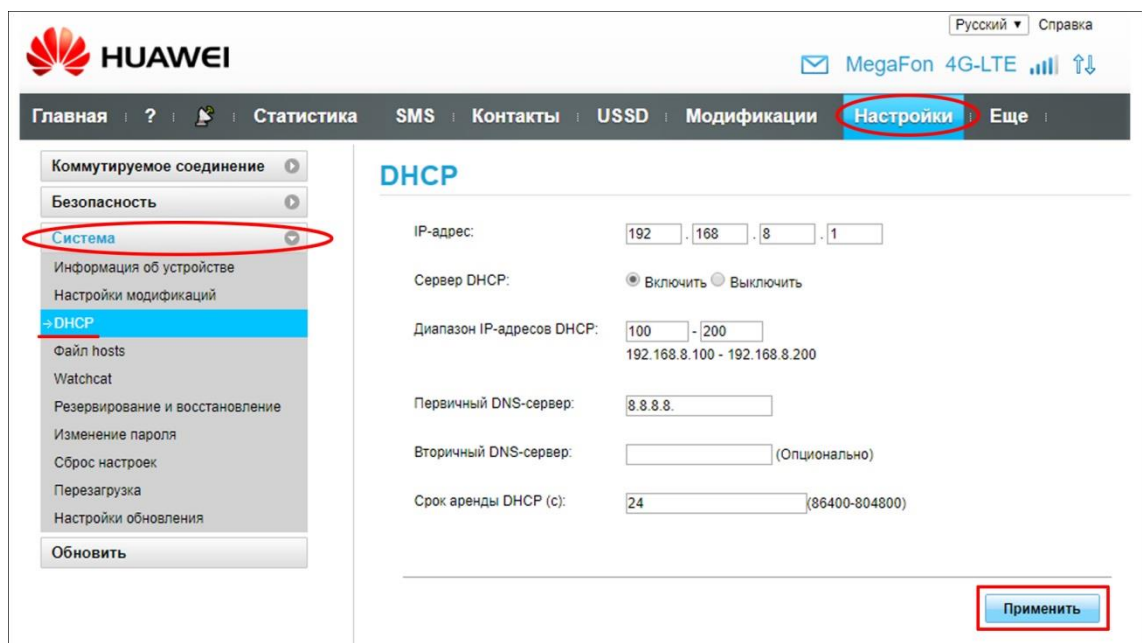 Русский ▼ Справка
HUAWEI
MegaFon 4G-LTE
Главная ? Статистика SMS Контакты USSD Модификации Настройки Еще
Коммутируемое соединение
Безопасность
Система
Информация об устройстве
Настройки модификаций
→DHCP
Файл hosts
Watchcat
Резервирование и восстановление
Изменение пароля
Сброс настроек
Перезагрузка
Настройки обновления
Обновить
DHCP
IP-адрес: 192 . 168 . 8 . 1
Сервер DHCP: Включить Выключить
Диапазон IP-адресов DHCP: 100 - 200
192.168.8.100 - 192.168.8.200
Первичный DNS-сервер: 8.8.8.8.
Вторичный DNS-сервер: (Опционально)
Срок аренды DHCP (с): 24 (86400-804800)
Применить